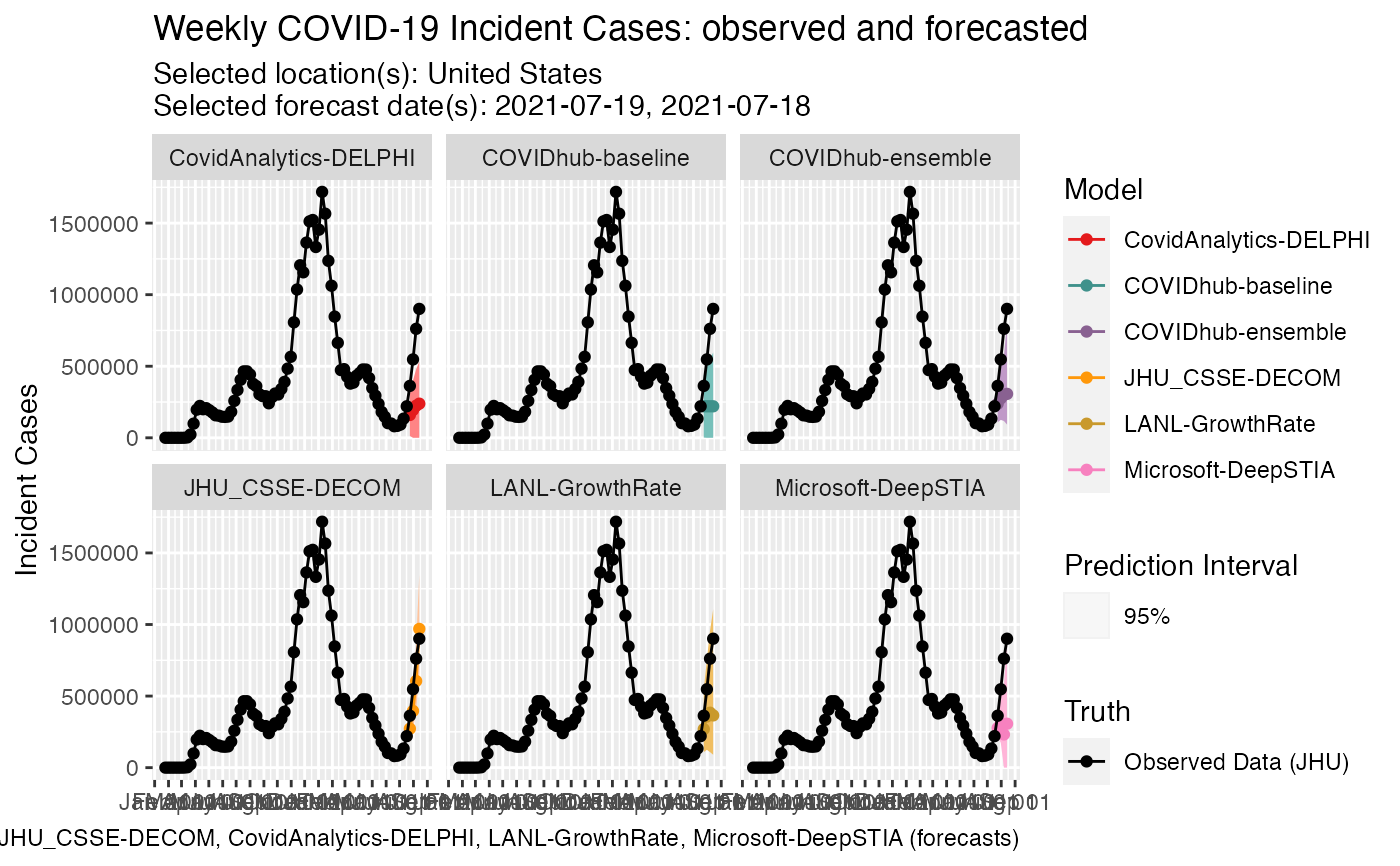 Weekly COVID-19 Incident Cases: observed and forecasted
Selected location(s): United States
Selected forecast date(s): 2021-07-19, 2021-07-18
CovidAnalytics-DELPHI
COVIDhub-baseline
COVIDhub-ensemble
1500000
1000000
500000
0
Incident Cases
JHU_CSSE-DECOM
LANL-GrowthRate
Microsoft-DeepSTIA
1500000
1000000
500000
0
JHU_CSSE-DECOM, CovidAnalytics-DELPHI, LANL-GrowthRate, Microsoft-DeepSTIA (forecasts)
Model
CovidAnalytics-DELPHI
COVIDhub-baseline
COVIDhub-ensemble
JHU_CSSE-DECOM
LANL-GrowthRate
Microsoft-DeepSTIA
Prediction Interval
95%
Truth
Observed Data (JHU)